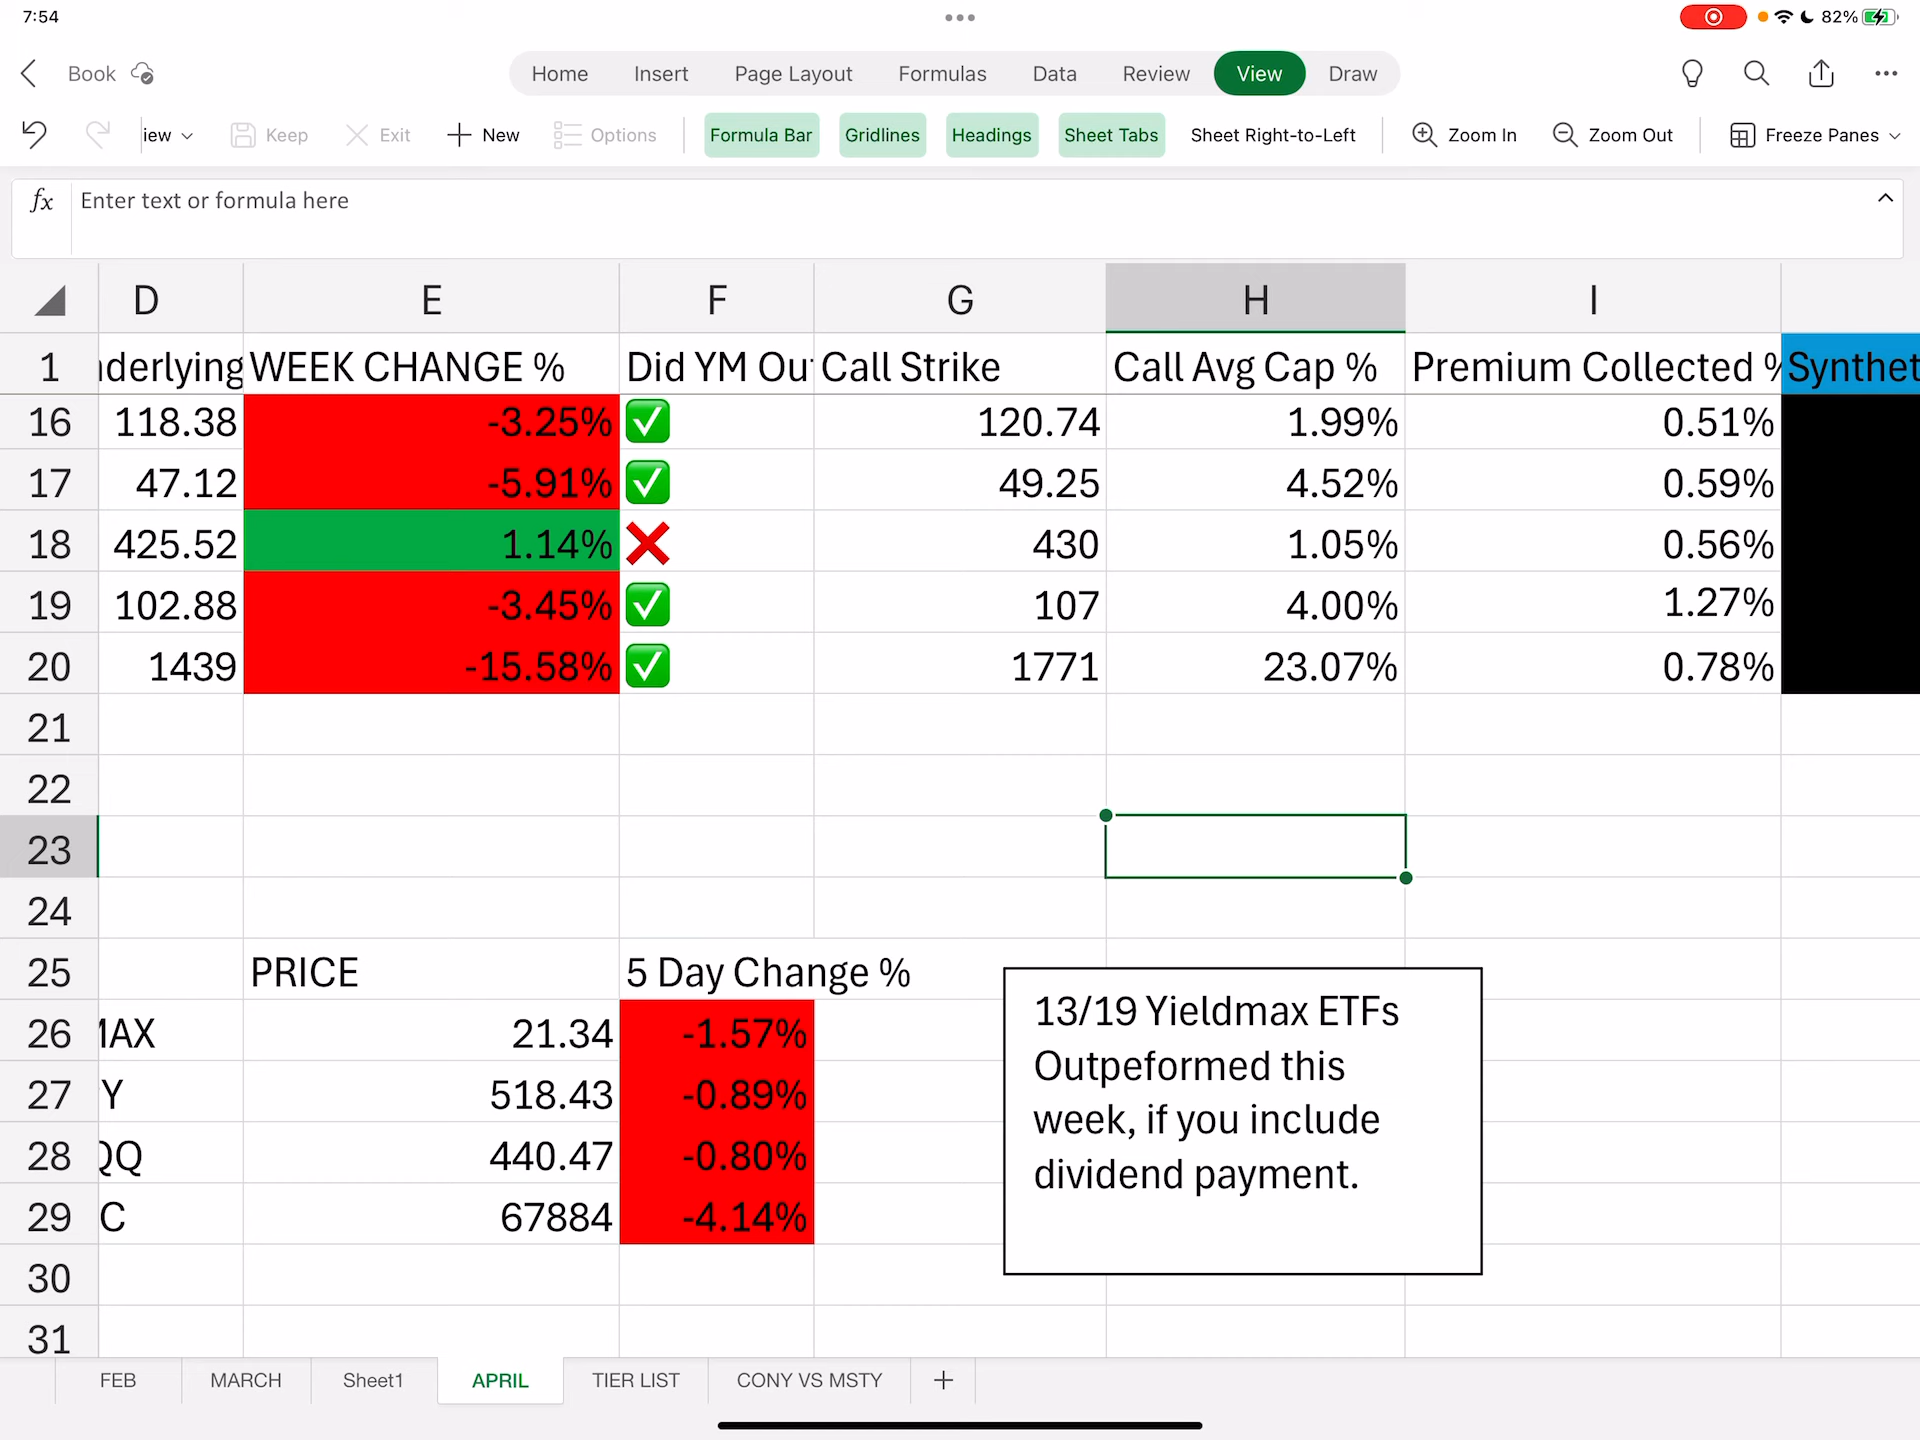 7:54
82%
Book
Home Insert Page Layout Formulas Data Review View Draw
iew Keep Exit New Options Formula Bar Gridlines Headings Sheet Tabs Sheet Right-to-Left Zoom In Zoom Out Freeze Panes
fx Enter text or formula here
D E F G H I
1 nderlying WEEK CHANGE % Did YM Ou Call Strike Call Avg Cap % Premium Collected % Synthet
16 118.38 -3.25% ✅ 120.74 1.99% 0.51%
17 47.12 -5.91% ✅ 49.25 4.52% 0.59%
18 425.52 1.14% ❌ 430 1.05% 0.56%
19 102.88 -3.45% ✅ 107 4.00% 1.27%
20 1439 -15.58% ✅ 1771 23.07% 0.78%
21
22
23
24
25 PRICE 5 Day Change %
26 MAX 21.34 -1.57%
27 Y 518.43 -0.89%
28 QQ 440.47 -0.80%
29 C 67884 -4.14%
30
31
13/19 Yieldmax ETFs
Outpeformed this
week, if you include
dividend payment.
FEB MARCH Sheet1 APRIL TIER LIST CONY VS MSTY